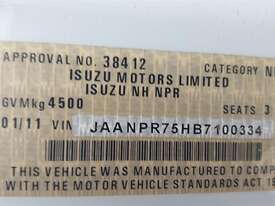 APPROVAL NO. 38412 CATEGORY N
ISUZU MOTORS LIMITED
ISUZU NH NPR
GVMkg 4500 SEATS 3
01/11 VIN JAANPR75HB7100334
THIS VEHICLE WAS MANUFACTURED TO COMP
WITH THE MOTOR VEHICLE STANDARDS ACT 19